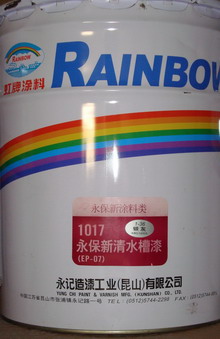 RAINBOW
RAINBOW
虹牌涂料
永保新涂料类
1017
永保新清水槽漆
(EP-07)
永记造漆工业(昆山)有限公司
YUNG CHI PAINT & VARNISH MFG. (KUNSHAN) CO., LTD.